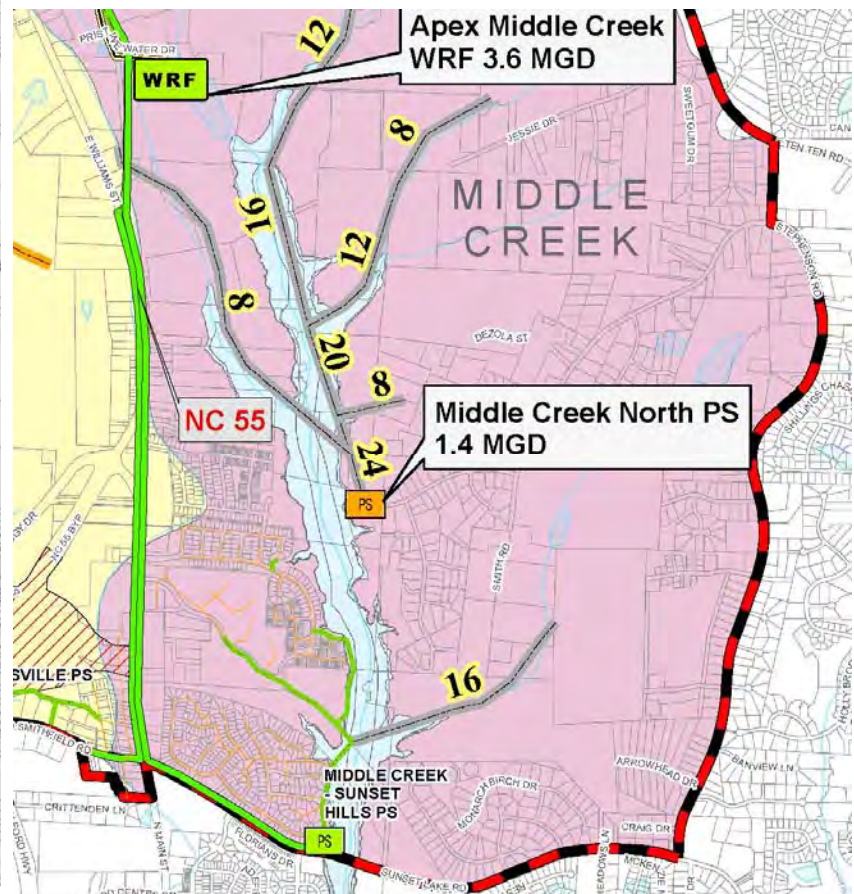 12
Apex Middle Creek
WRF 3.6 MGD
WRF
E WILLIAMS ST
8
JESSIE DR
SWEETGUM DR
TEN TEN RD
MIDDLE
CREEK
STEPHENSON RD
16
12
8
20
DEZOLA ST
8
NC 55
Middle Creek North PS
1.4 MGD
24
PS
NC 55 BYP
SMITH RD
SVILLE PS
16
SMITHFIELD RD
MIDDLE CREEK
- SUNSET
HILLS PS
PS
ARROWHEAD DR
BANVIEW LN
MONARCH BIRCH DR
CRITTENDEN LN
N MAIN ST
FLORIANS DR
CRAIG DR
SUNSET LAKE RD